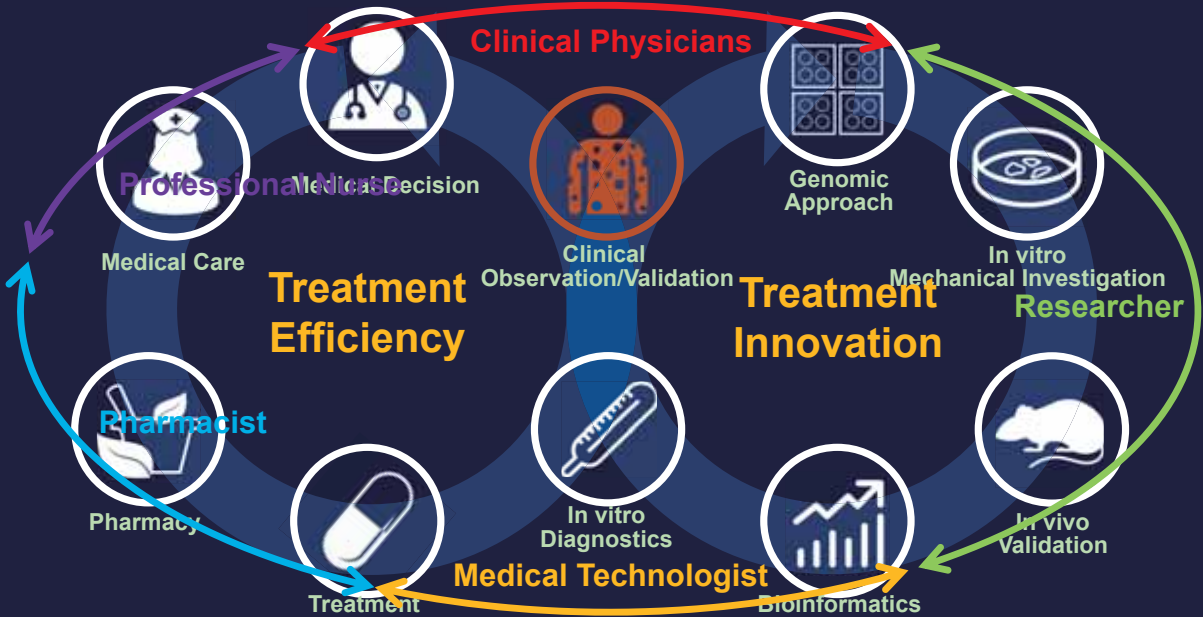 Clinical Physicians
Medical Decision
Professional Nurse
Medical Care
Genomic
Approach
Clinical
Observation/Validation
In vitro
Mechanical Investigation
Treatment
Efficiency
Treatment
Innovation
Researcher
Pharmacist
Pharmacy
In vitro
Diagnostics
In vivo
Validation
Medical Technologist
Treatment
Bioinformatics